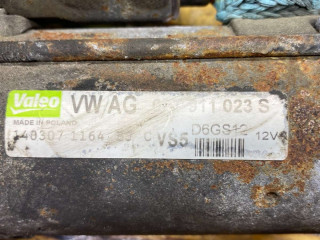 Valeo VW AG 911 023 S
MADE IN POLAND
140307 1164 C VS5 D6GS12 12V